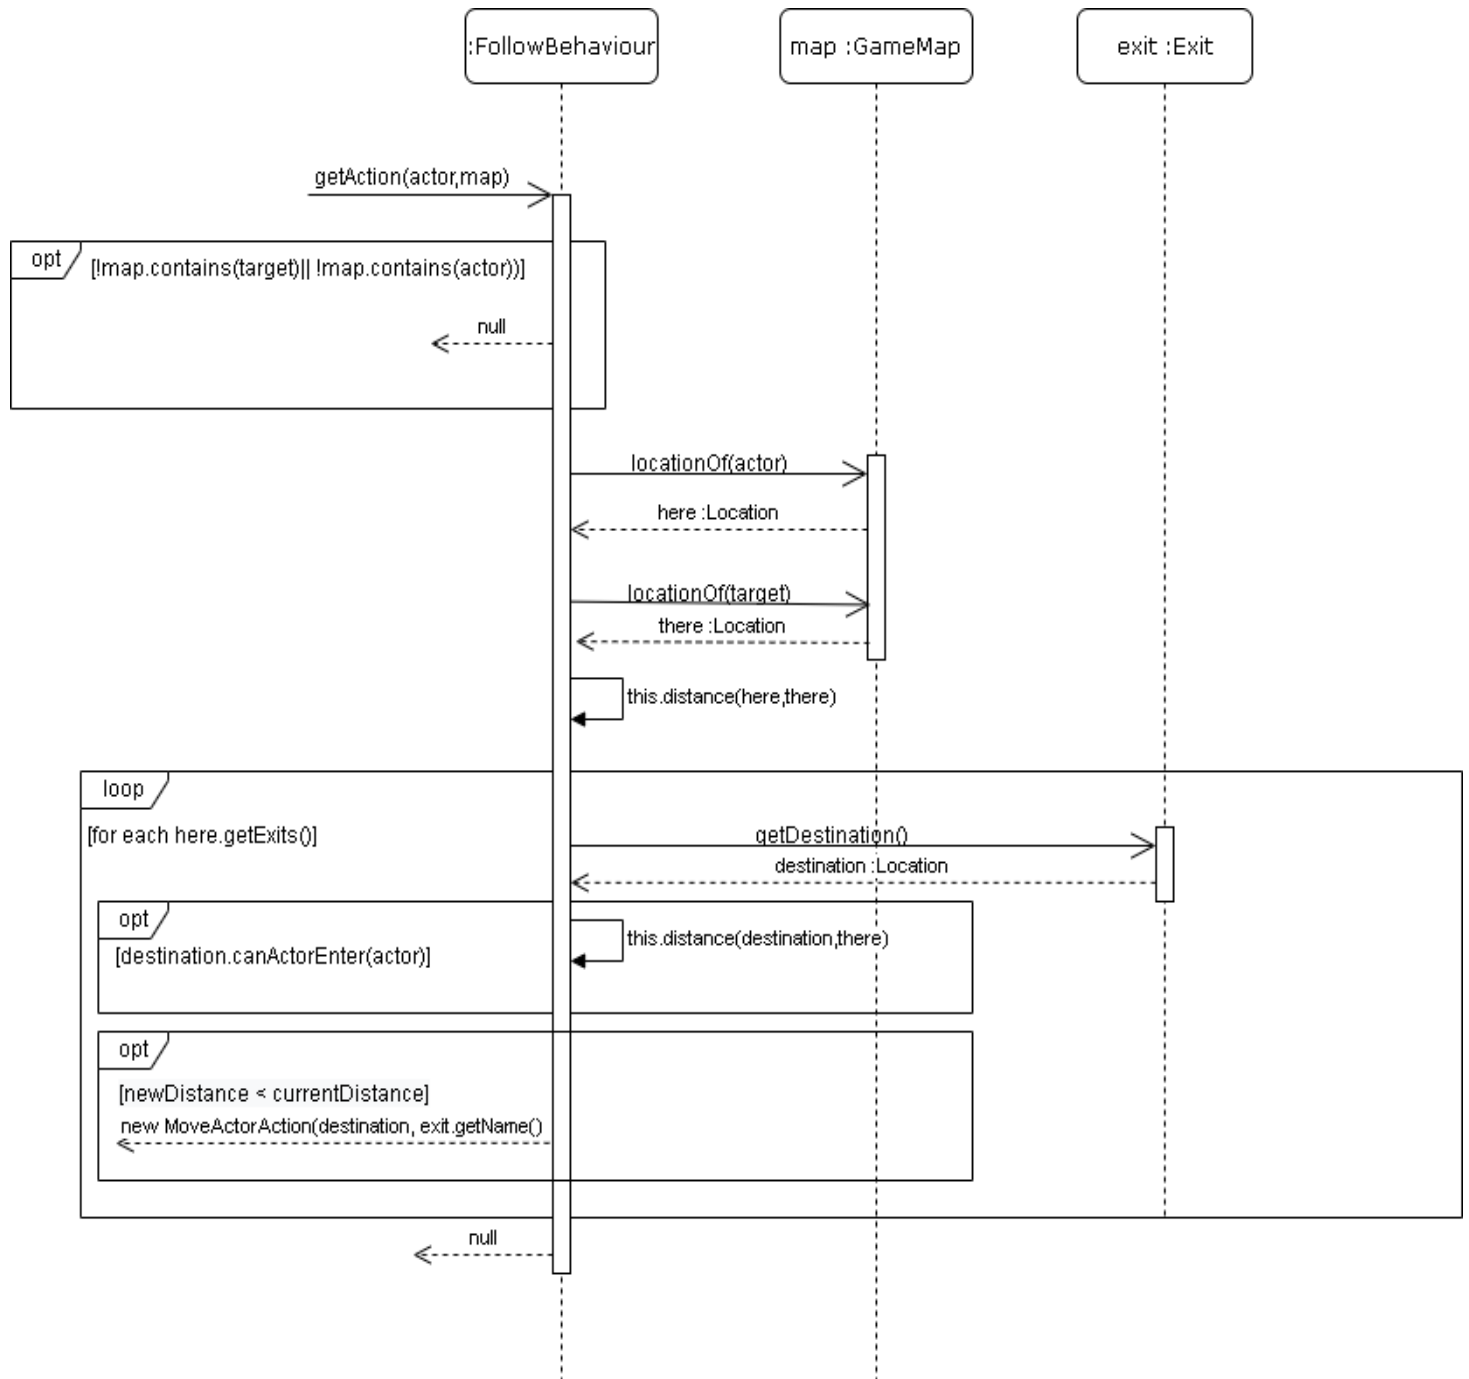 :FollowBehaviour
map :GameMap
exit :Exit
getAction(actor,map)
opt
[!map.contains(target)|| !map.contains(actor))]
null
locationOf(actor)
here :Location
locationOf(target)
there :Location
this.distance(here,there)
loop
[for each here.getExits()]
getDestination()
destination :Location
opt
this.distance(destination,there)
[destination.canActorEnter(actor)]
opt
[newDistance < currentDistance]
new MoveActorAction(destination, exit.getName()
null